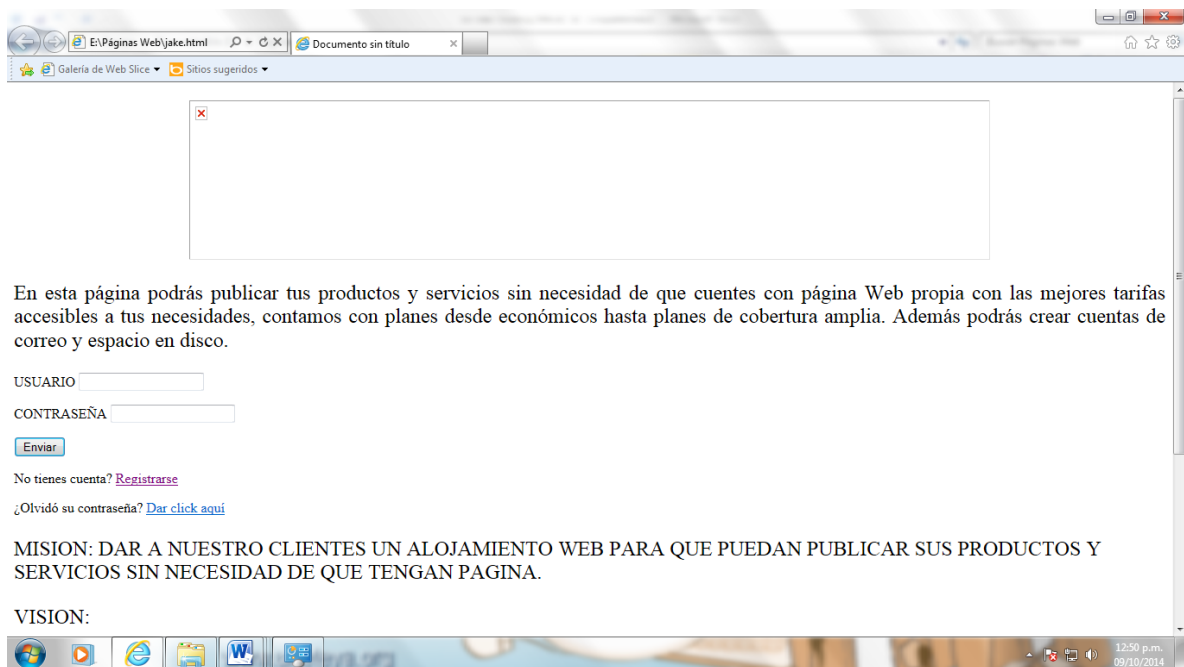 E:\Páginas Web\jake.html
Documento sin título
Galería de Web Slice
Sitios sugeridos
En esta página podrás publicar tus productos y servicios sin necesidad de que cuentes con página Web propia con las mejores tarifas
accesibles a tus necesidades, contamos con planes desde económicos hasta planes de cobertura amplia. Además podrás crear cuentas de
correo y espacio en disco.
USUARIO
CONTRASEÑA
Enviar
No tienes cuenta? Registrarse
¿Olvidó su contraseña? Dar click aquí
MISION: DAR A NUESTRO CLIENTES UN ALOJAMIENTO WEB PARA QUE PUEDAN PUBLICAR SUS PRODUCTOS Y
SERVICIOS SIN NECESIDAD DE QUE TENGAN PAGINA.
VISION:
12:50 p.m.
09/10/2014